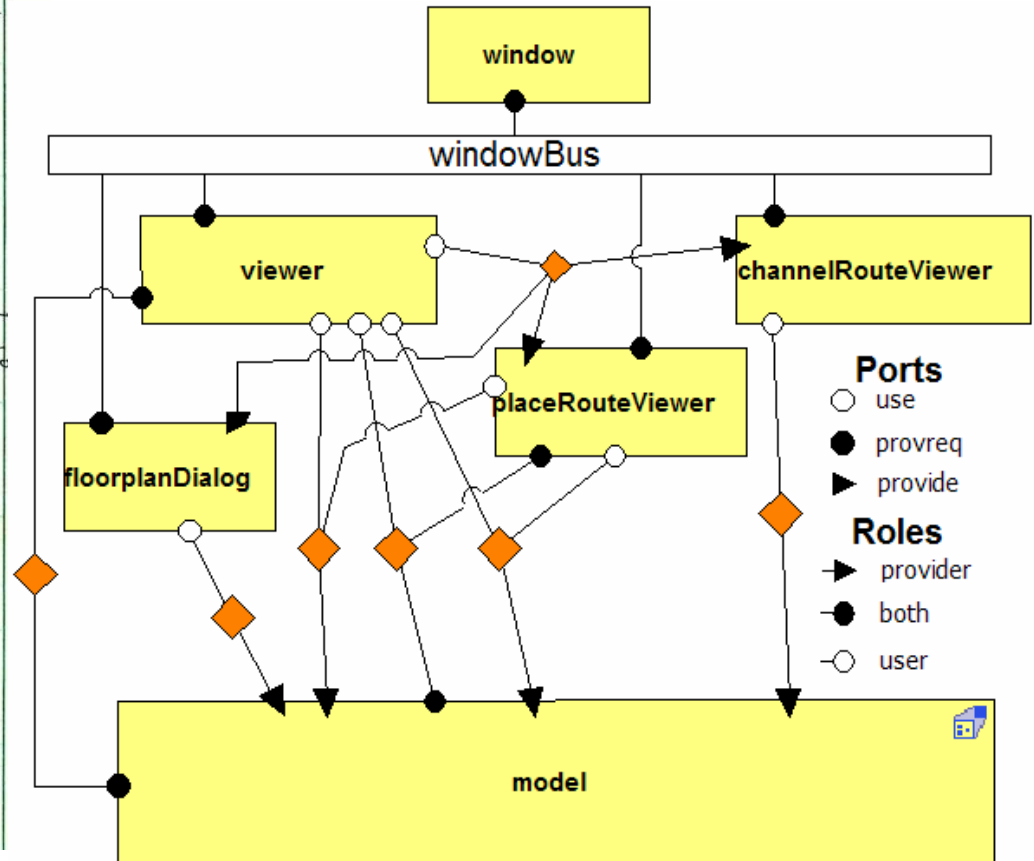 window
windowBus
viewer
channelRouteViewer
placeRouteViewer
floorplanDialog
Ports
use
provreq
provide
Roles
provider
both
user
model